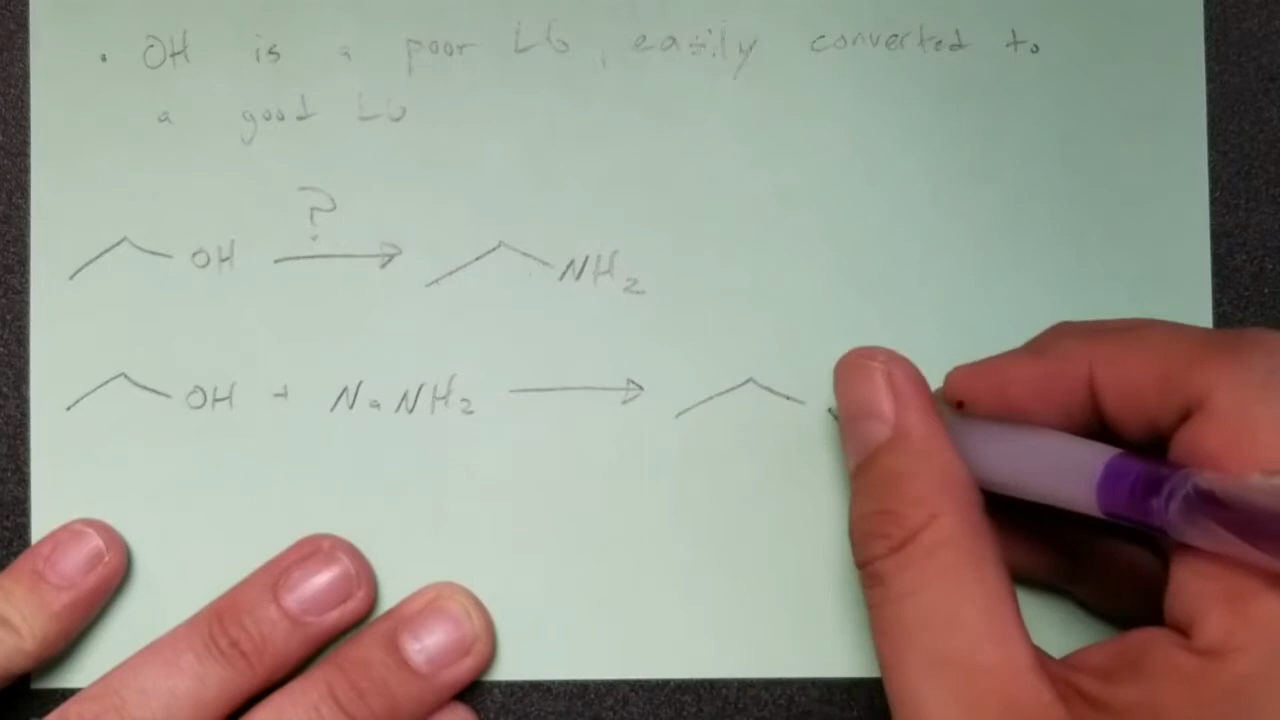 • OH is a poor LG, easily converted to
a good LG
?
OH → NH2
OH + NaNH2 →